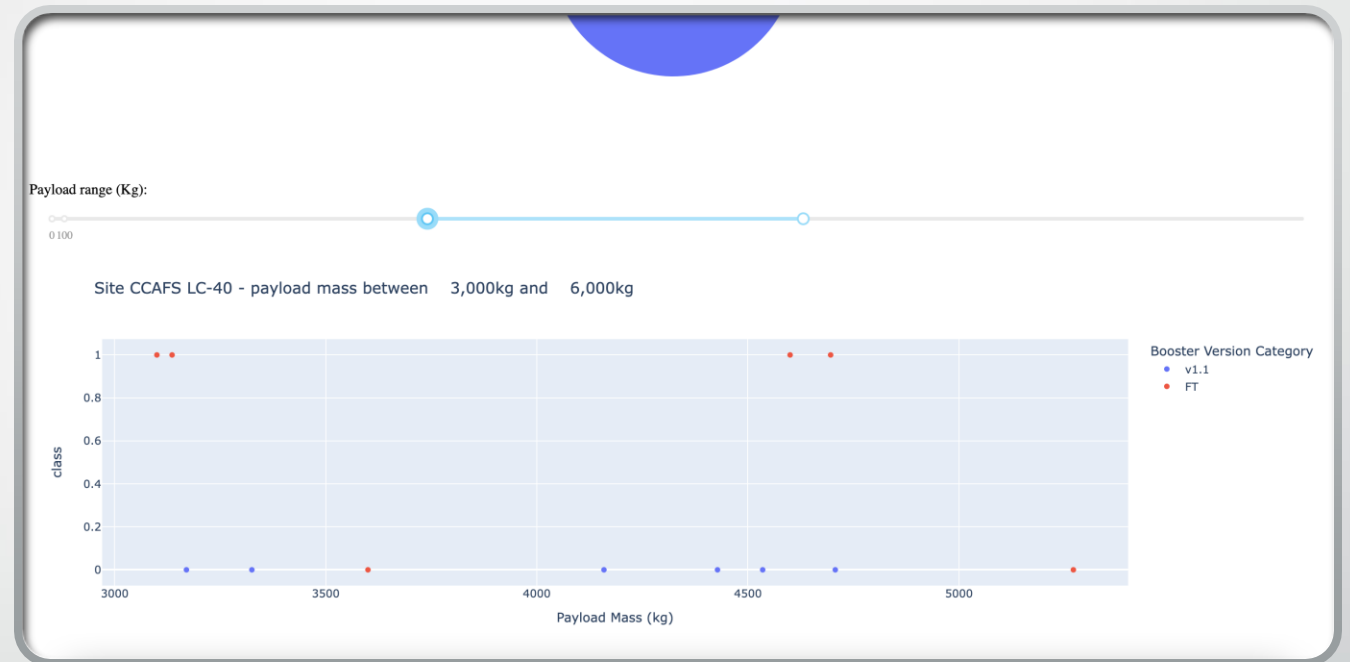 Payload range (Kg):
0 100
Site CCAFS LC-40 - payload mass between 3,000kg and 6,000kg
Booster Version Category
v1.1
FT
1
0.8
0.6
0.4
0.2
0
class
3000 3500 4000 4500 5000
Payload Mass (kg)